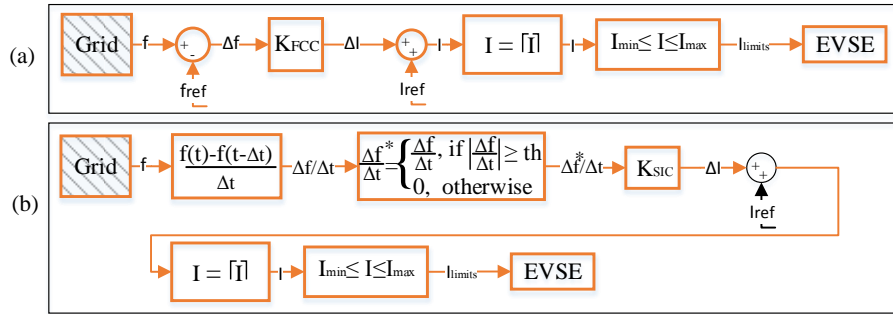 (a)
Grid
f
+
-
fref
Δf
KFCC
ΔI
+
+
Iref
I
I = ⌈I⌉
I
Imin≤ I≤Imax
Ilimits
EVSE
(b)
Grid
f
f(t)-f(t-Δt)
Δt
Δf/Δt
Δf* / Δt = { Δf/Δt, if |Δf/Δt| ≥ th
0, otherwise
Δf*/Δt
KSIC
ΔI
+
+
Iref
I = ⌈I⌉
I
Imin≤ I≤Imax
Ilimits
EVSE